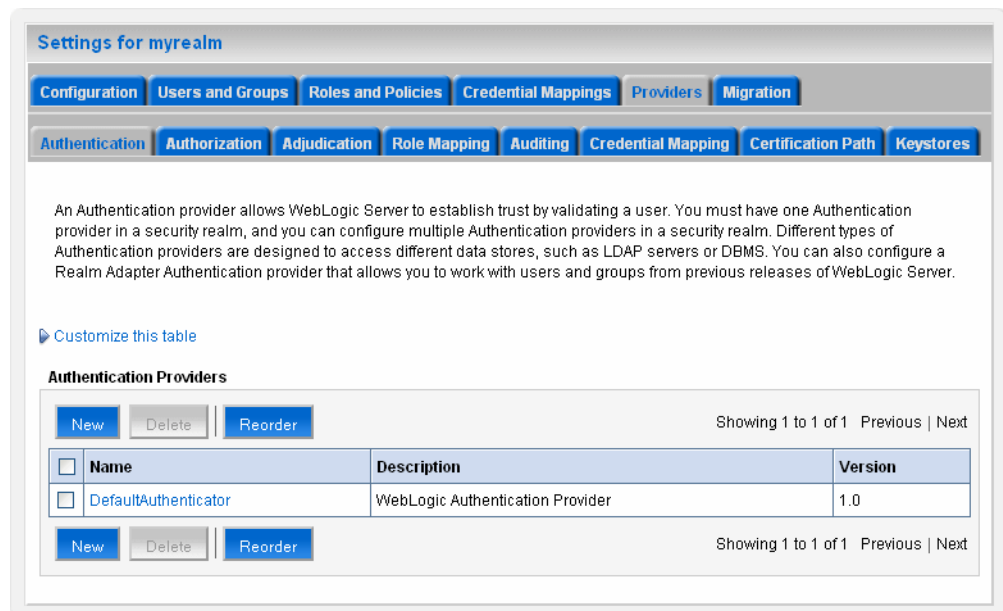 Settings for myrealm
Configuration Users and Groups Roles and Policies Credential Mappings Providers Migration
Authentication Authorization Adjudication Role Mapping Auditing Credential Mapping Certification Path Keystores
An Authentication provider allows WebLogic Server to establish trust by validating a user. You must have one Authentication
provider in a security realm, and you can configure multiple Authentication providers in a security realm. Different types of
Authentication providers are designed to access different data stores, such as LDAP servers or DBMS. You can also configure a
Realm Adapter Authentication provider that allows you to work with users and groups from previous releases of WebLogic Server.
Customize this table
Authentication Providers
New Delete Reorder Showing 1 to 1 of 1 Previous | Next
Name Description Version
DefaultAuthenticator WebLogic Authentication Provider 1.0
New Delete Reorder Showing 1 to 1 of 1 Previous | Next